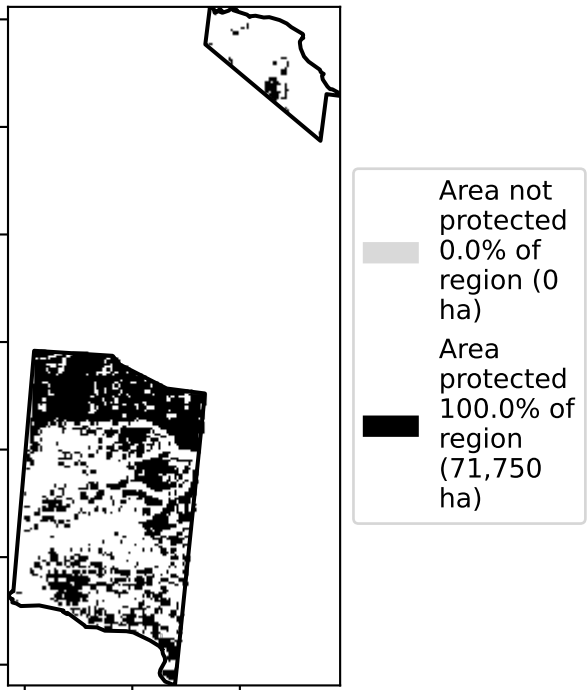 Area not
protected
0.0% of
region (0
ha)
Area
protected
100.0% of
region
(71,750
ha)